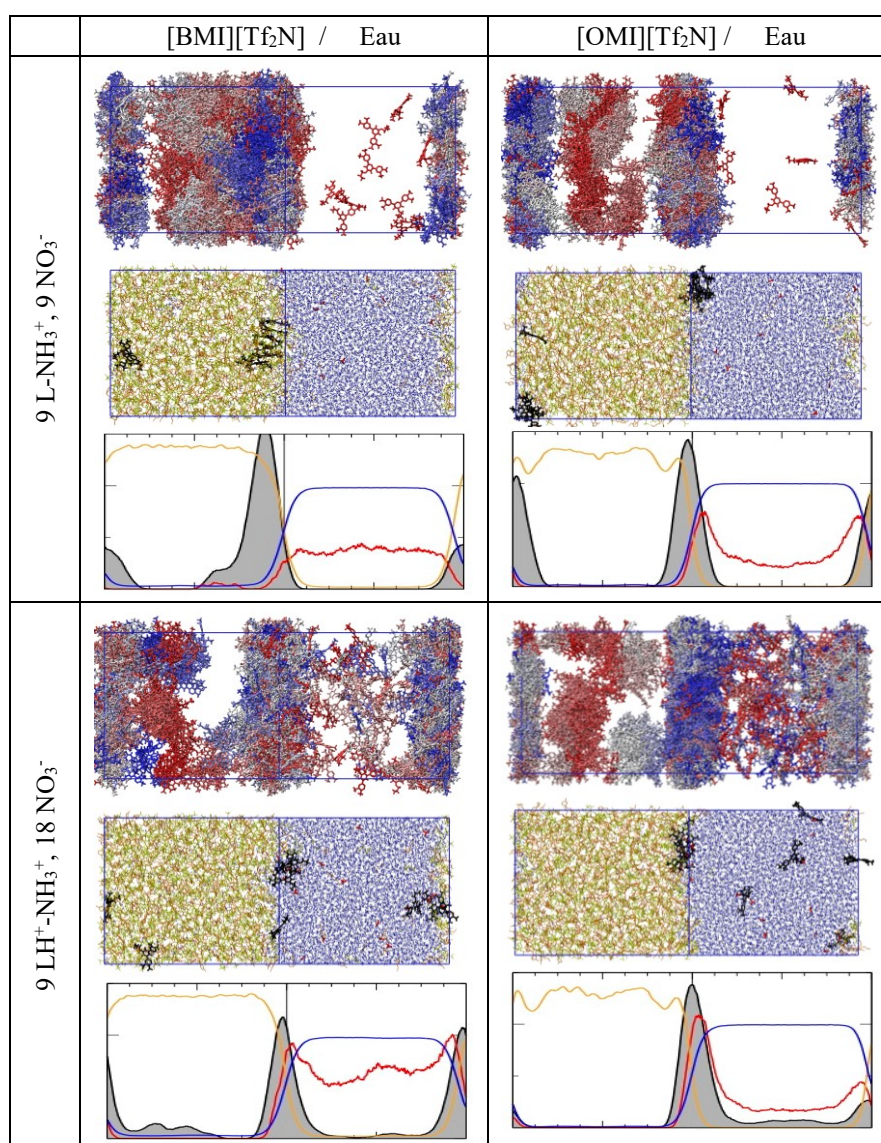 [BMI][Tf₂N] / Eau
[OMI][Tf₂N] / Eau
9 L-NH₃⁺, 9 NO₃⁻
9 LH⁺-NH₃⁺, 18 NO₃⁻